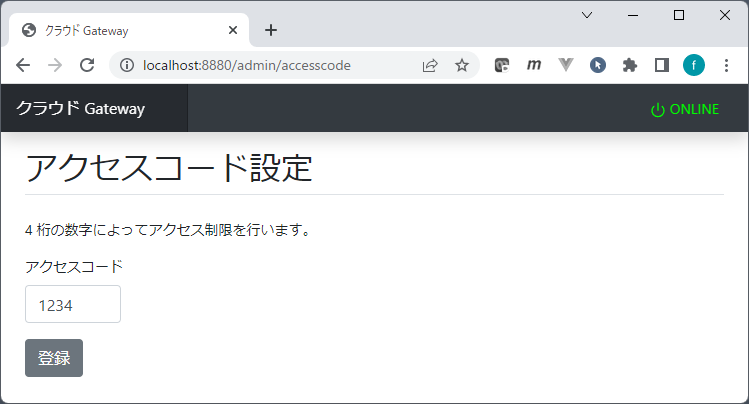 クラウド Gateway
localhost:8880/admin/accesscode
m
f
クラウド Gateway
ONLINE
アクセスコード設定
4 桁の数字によってアクセス制限を行います。
アクセスコード
1234
登録